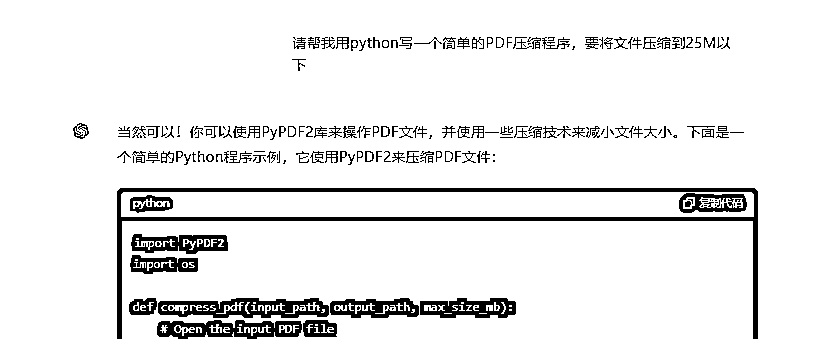 请帮我用python写一个简单的PDF压缩程序，要将文件压缩到25M以
下
当然可以！你可以使用PyPDF2库来操作PDF文件，并使用一些压缩技术来减小文件大小。下面是一
个简单的Python程序示例，它使用PyPDF2来压缩PDF文件：
python
复制代码
import PyPDF2
import os
def compress_pdf(input_path, output_path, max_size_mb):
# Open the input PDF file